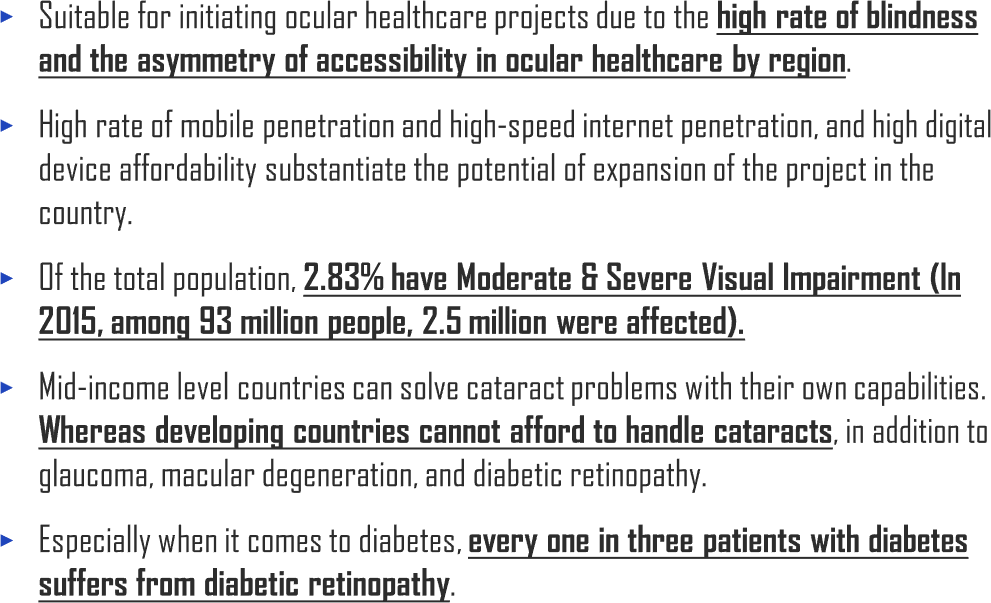 ▸ Suitable for initiating ocular healthcare projects due to the high rate of blindness
and the asymmetry of accessibility in ocular healthcare by region.
▸ High rate of mobile penetration and high-speed internet penetration, and high digital
device affordability substantiate the potential of expansion of the project in the
country.
▸ Of the total population, 2.83% have Moderate & Severe Visual Impairment (In
2015, among 93 million people, 2.5 million were affected).
▸ Mid-income level countries can solve cataract problems with their own capabilities.
Whereas developing countries cannot afford to handle cataracts, in addition to
glaucoma, macular degeneration, and diabetic retinopathy.
▸ Especially when it comes to diabetes, every one in three patients with diabetes
suffers from diabetic retinopathy.